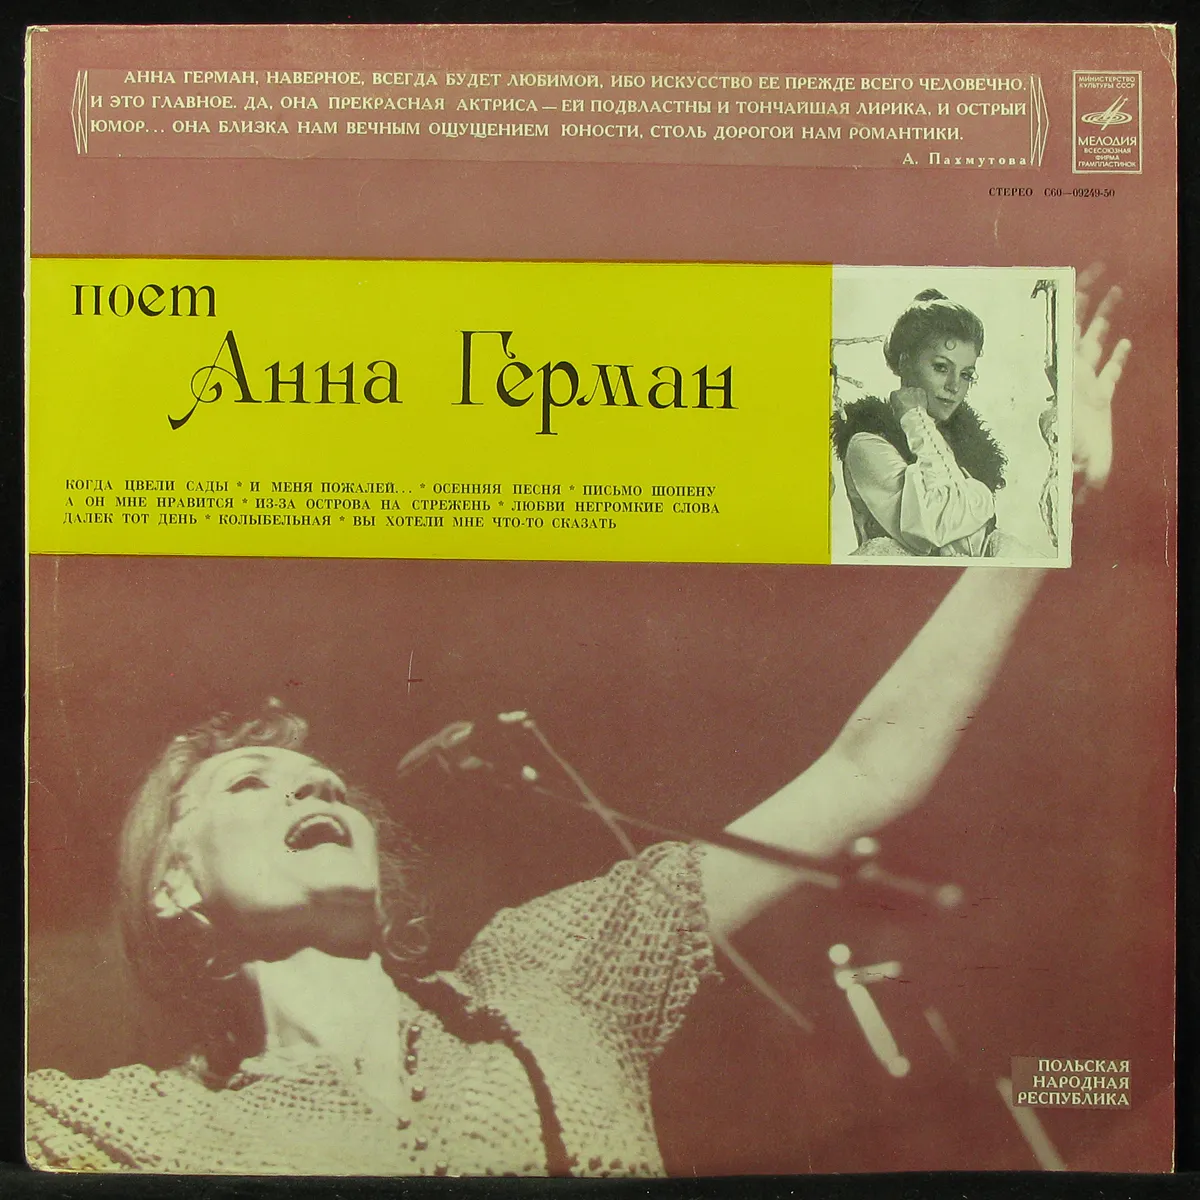 АННА ГЕРМАН, НАВЕРНОЕ, ВСЕГДА БУДЕТ ЛЮБИМОЙ, ИБО ИСКУССТВО ЕЕ ПРЕЖДЕ ВСЕГО ЧЕЛОВЕЧНО.
И ЭТО ГЛАВНОЕ. ДА, ОНА ПРЕКРАСНАЯ АКТРИСА — ЕЙ ПОДВЛАСТНЫ И ТОНЧАЙШАЯ ЛИРИКА, И ОСТРЫЙ
ЮМОР... ОНА БЛИЗКА НАМ ВЕЧНЫМ ОЩУЩЕНИЕМ ЮНОСТИ, СТОЛЬ ДОРОГОЙ НАМ РОМАНТИКИ.
А. Пахмутова
МИНИСТЕРСТВО
КУЛЬТУРЫ СССР
МЕЛОДИЯ
ВСЕСОЮЗНАЯ
ФИРМА
ГРАМПЛАСТИНОК
СТЕРЕО С60—09249-50
поет
Анна Герман
КОГДА ЦВЕЛИ САДЫ * И МЕНЯ ПОЖАЛЕЙ... * ОСЕННЯЯ ПЕСНЯ * ПИСЬМО ШОПЕНУ
А ОН МНЕ НРАВИТСЯ * ИЗ-ЗА ОСТРОВА НА СТРЕЖЕНЬ * ЛЮБВИ НЕГРОМКИЕ СЛОВА
ДАЛЕК ТОТ ДЕНЬ * КОЛЫБЕЛЬНАЯ * ВЫ ХОТЕЛИ МНЕ ЧТО-ТО СКАЗАТЬ
ПОЛЬСКАЯ
НАРОДНАЯ
РЕСПУБЛИКА